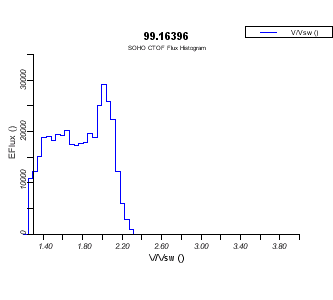 V/Vsw ()
99.16396
SOHO CTOF Flux Histogram
EFlux ()
30000
20000
10000
0
1.40 1.80 2.20 2.60 3.00 3.40 3.80
V/Vsw ()